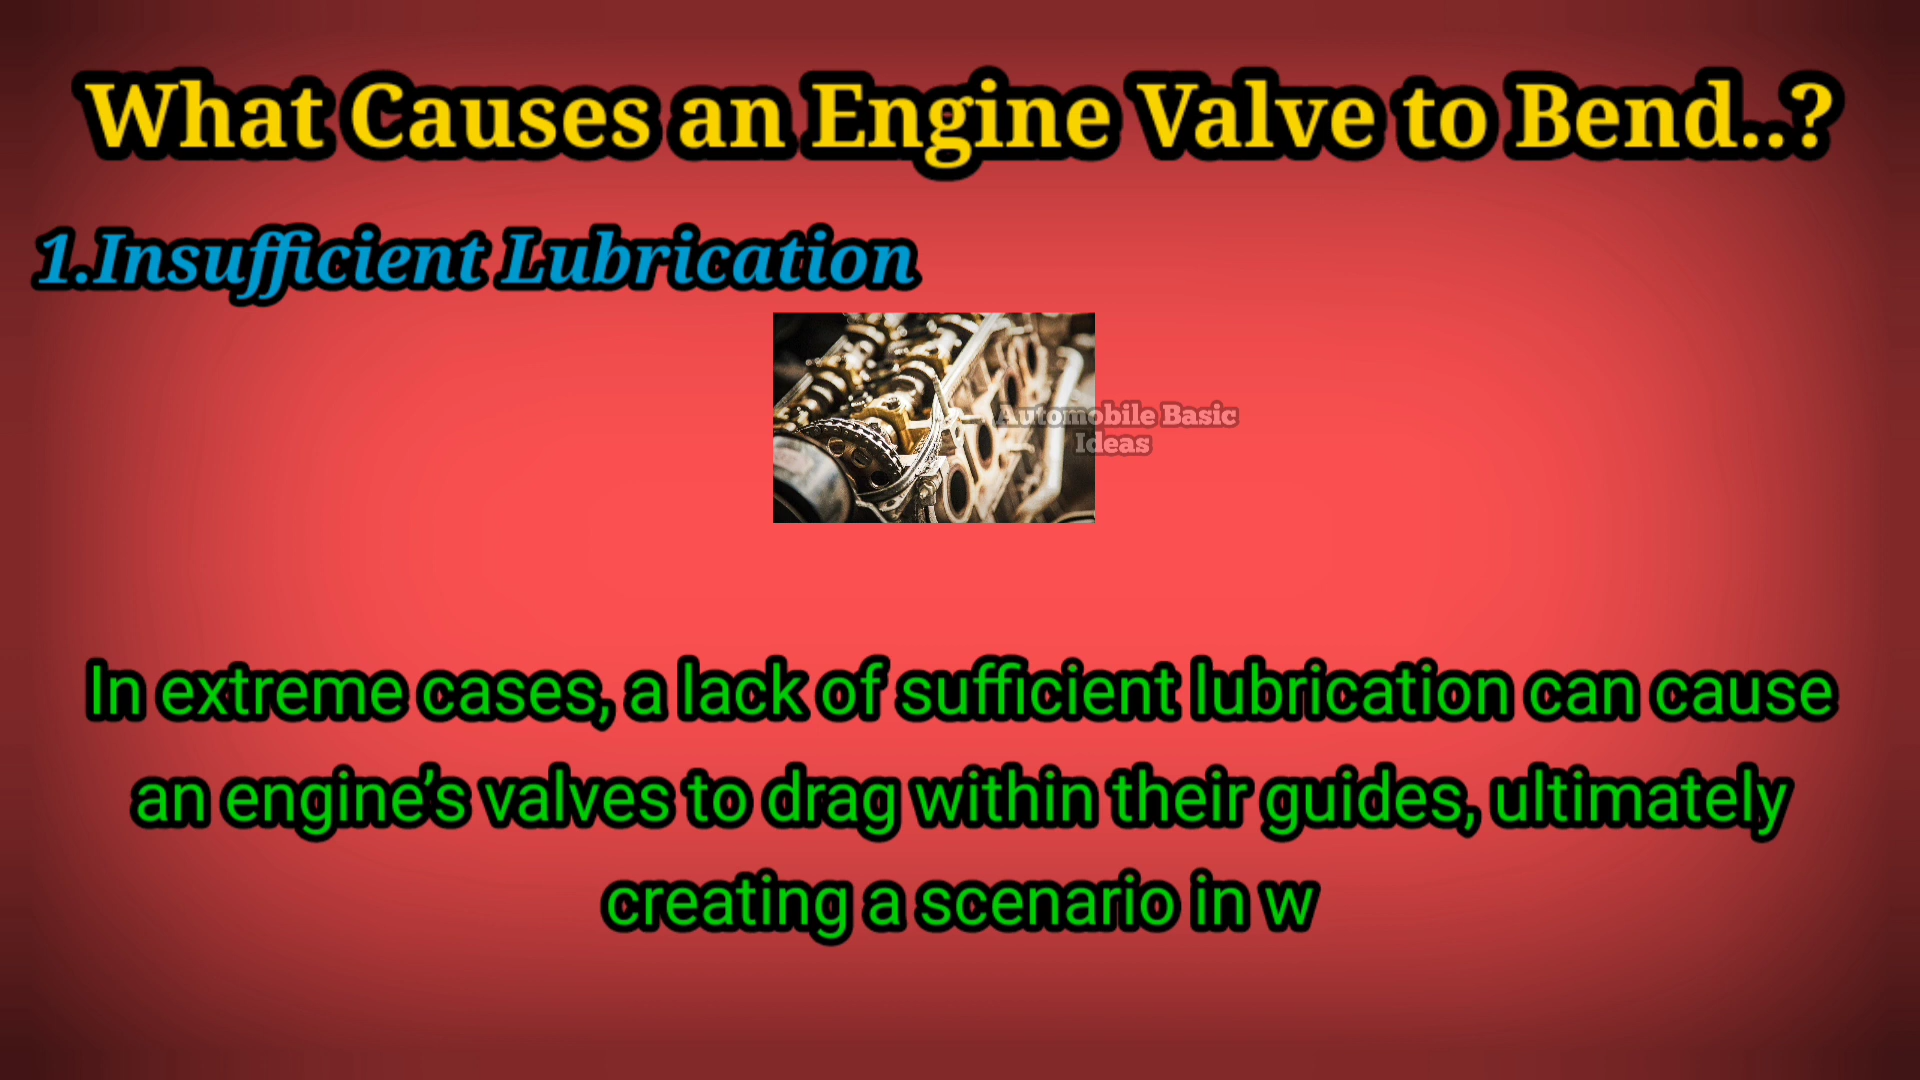 What Causes an Engine Valve to Bend..?
1.Insufficient Lubrication
Automobile Basic
Ideas
In extreme cases, a lack of sufficient lubrication can cause
an engine’s valves to drag within their guides, ultimately
creating a scenario in w